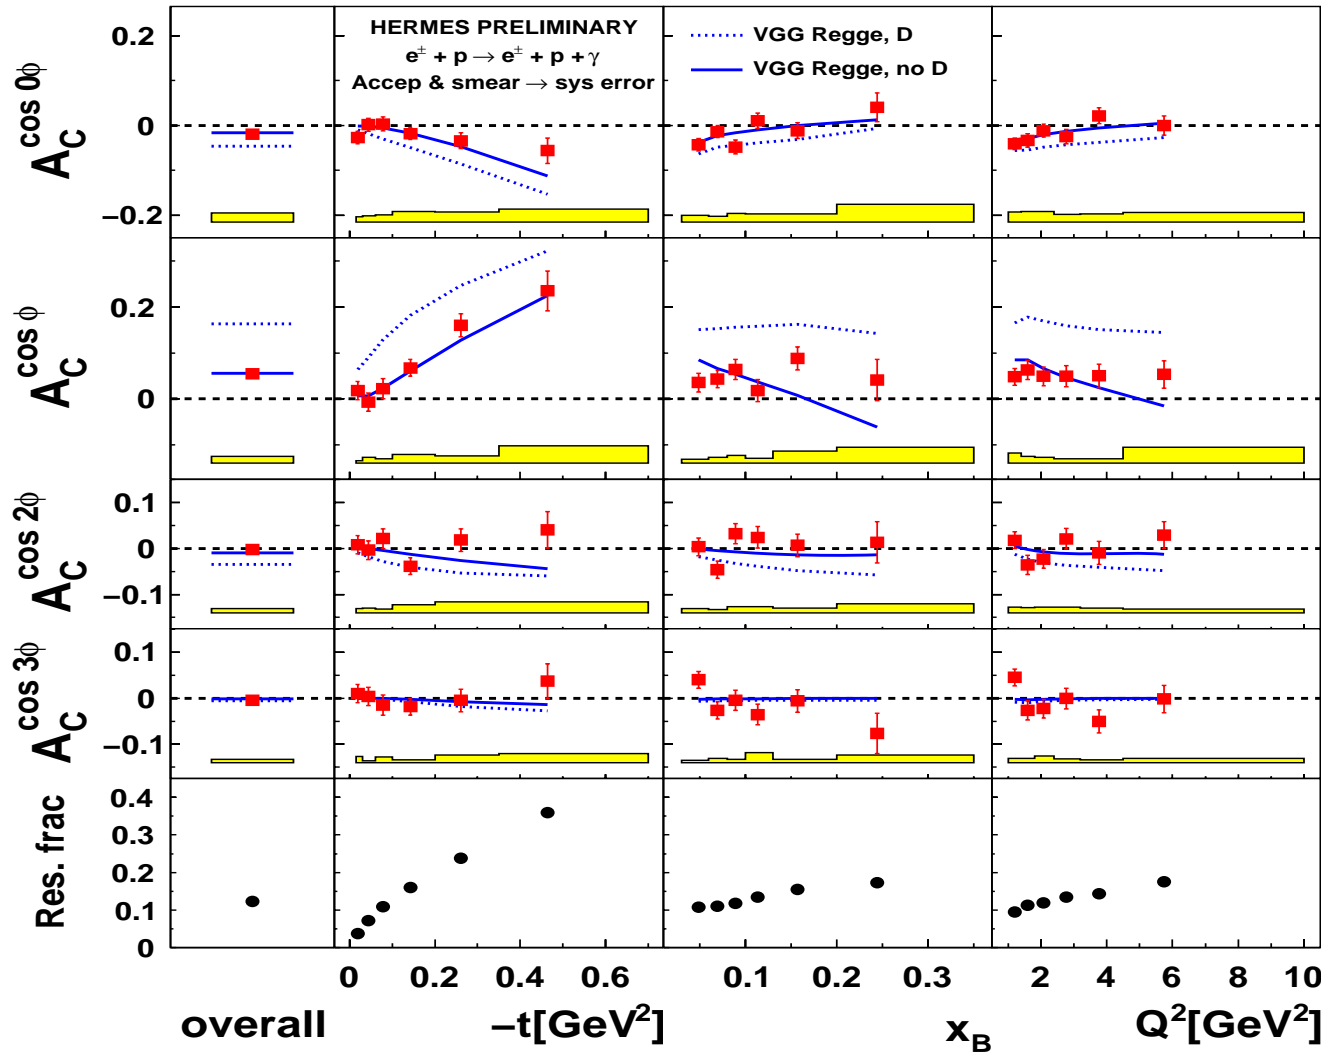 HERMES PRELIMINARY
e± + p → e± + p + γ
Accep & smear → sys error
VGG Regge, D
VGG Regge, no D
A_C^cos 0ϕ
0.2
0
−0.2
A_C^cos ϕ
0.2
0
A_C^cos 2ϕ
0.1
0
−0.1
A_C^cos 3ϕ
0.1
0
−0.1
Res. frac
0.4
0.3
0.2
0.1
0
0 0.2 0.4 0.6
0.1 0.2 0.3
2 4 6 8 10
overall
−t[GeV²]
x_B
Q²[GeV²]